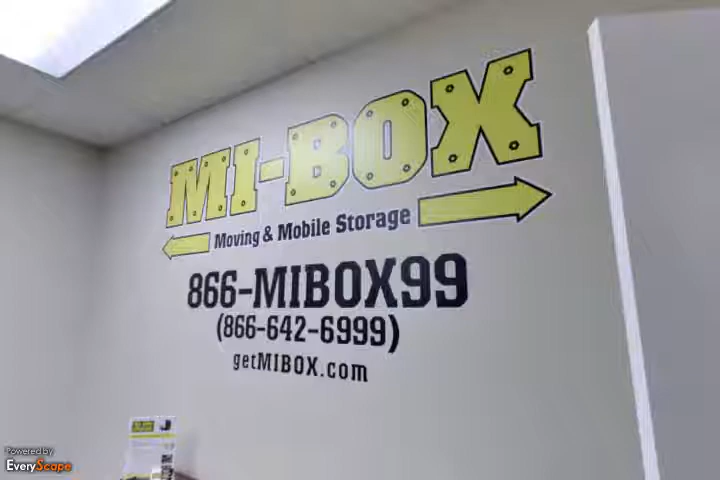 MI-BOX
Moving & Mobile Storage
866-MIBOX99
(866-642-6999)
getMIBOX.com
Powered by
EveryScape